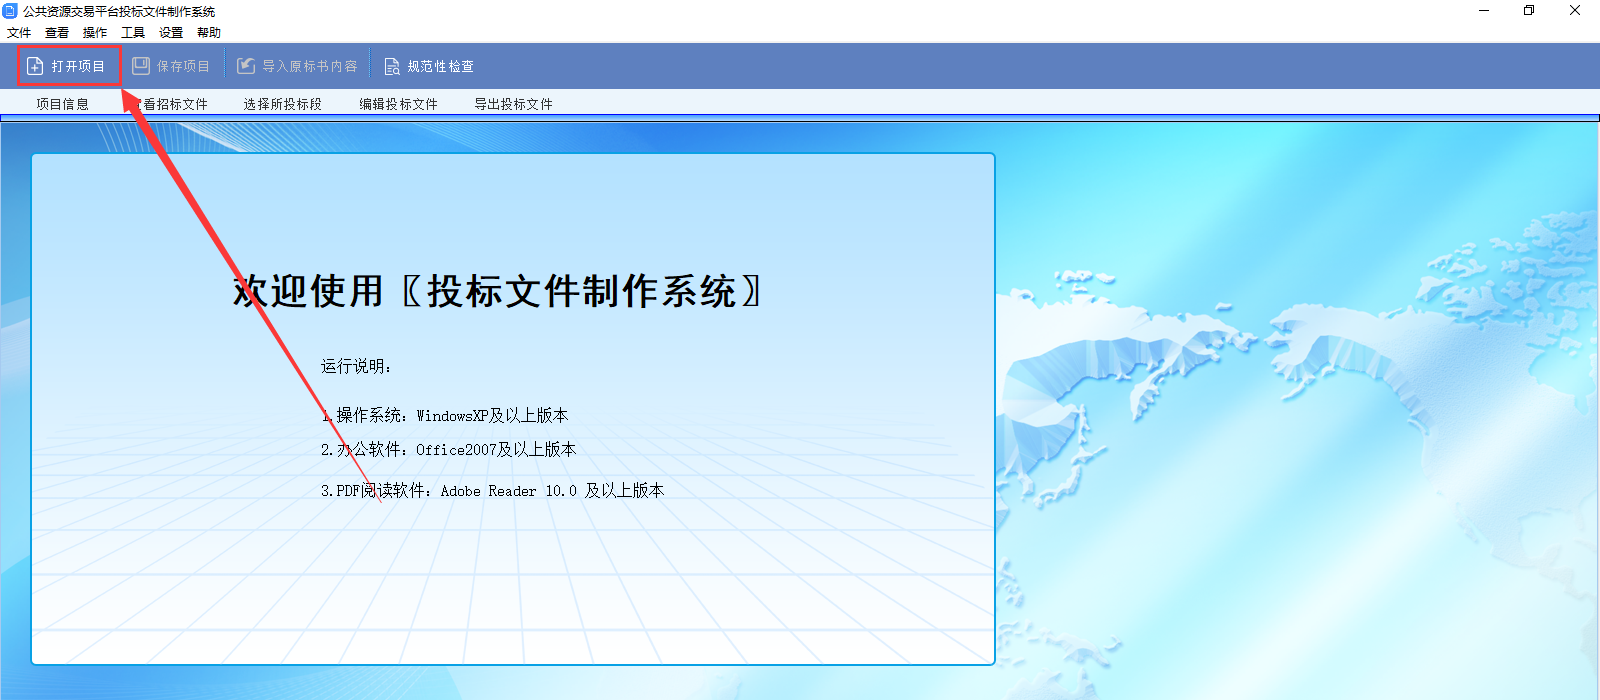 公共资源交易平台投标文件制作系统
文件 查看 操作 工具 设置 帮助
打开项目 保存项目 导入原标书内容 规范性检查
项目信息 查看招标文件 选择所投标段 编辑投标文件 导出投标文件
欢迎使用〖投标文件制作系统〗
运行说明：
1.操作系统：WindowsXP及以上版本
2.办公软件：Office2007及以上版本
3.PDF阅读软件：Adobe Reader 10.0 及以上版本